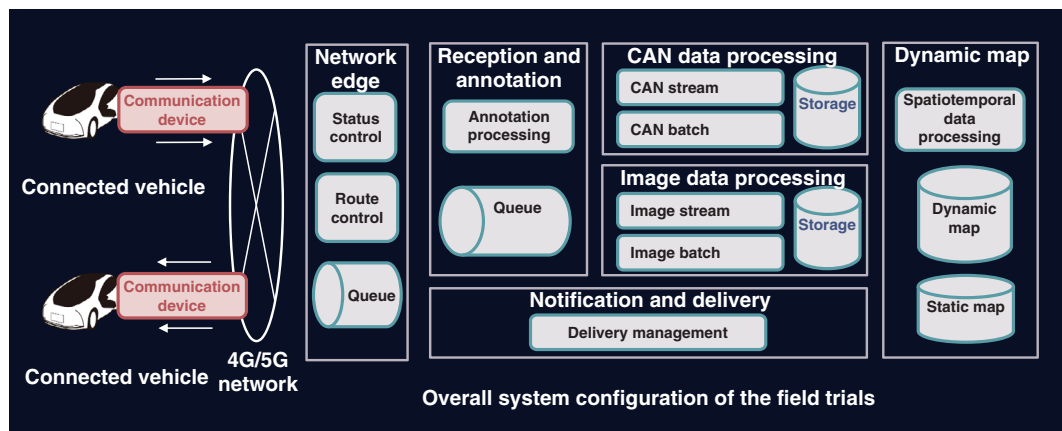 Communication
device
Connected vehicle
Communication
device
Connected vehicle
4G/5G
network
Network
edge
Status
control
Route
control
Queue
Reception and
annotation
Annotation
processing
Queue
CAN data processing
CAN stream
CAN batch
Storage
Image data processing
Image stream
Image batch
Storage
Notification and delivery
Delivery management
Dynamic map
Spatiotemporal
data
processing
Dynamic
map
Static map
Overall system configuration of the field trials